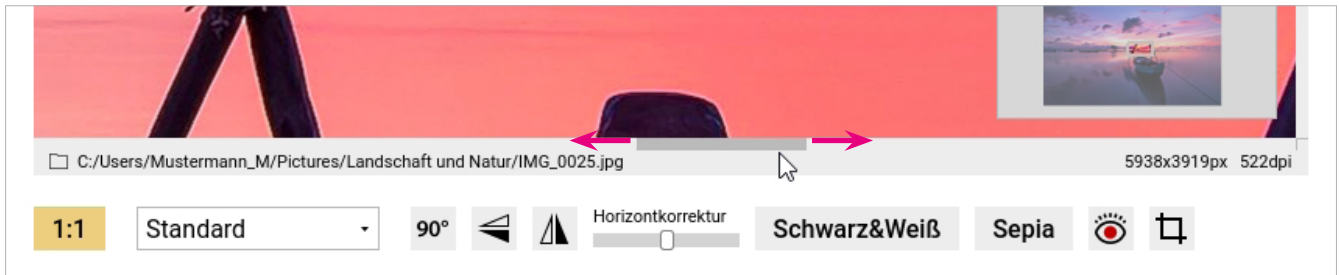 C:/Users/Mustermann_M/Pictures/Landschaft und Natur/IMG_0025.jpg 5938x3919px 522dpi
1:1 Standard 90° Horizontkorrektur Schwarz&Weiß Sepia